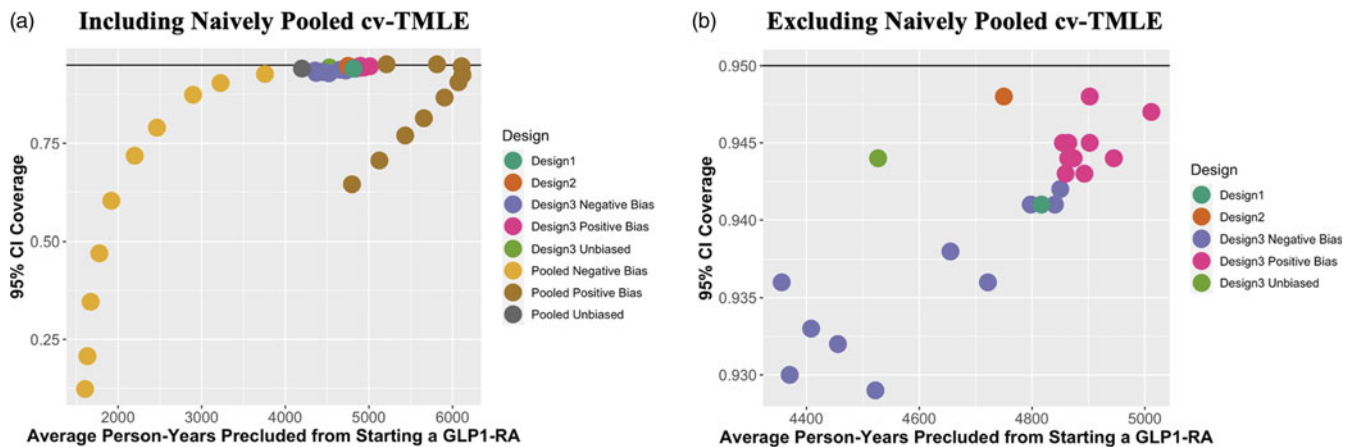 (a) Including Naively Pooled cv-TMLE
95% CI Coverage
0.75
0.50
0.25
2000 3000 4000 5000 6000
Average Person-Years Precluded from Starting a GLP1-RA
Design
Design1
Design2
Design3 Negative Bias
Design3 Positive Bias
Design3 Unbiased
Pooled Negative Bias
Pooled Positive Bias
Pooled Unbiased
(b) Excluding Naively Pooled cv-TMLE
95% CI Coverage
0.950
0.945
0.940
0.935
0.930
4400 4600 4800 5000
Average Person-Years Precluded from Starting a GLP1-RA
Design
Design1
Design2
Design3 Negative Bias
Design3 Positive Bias
Design3 Unbiased